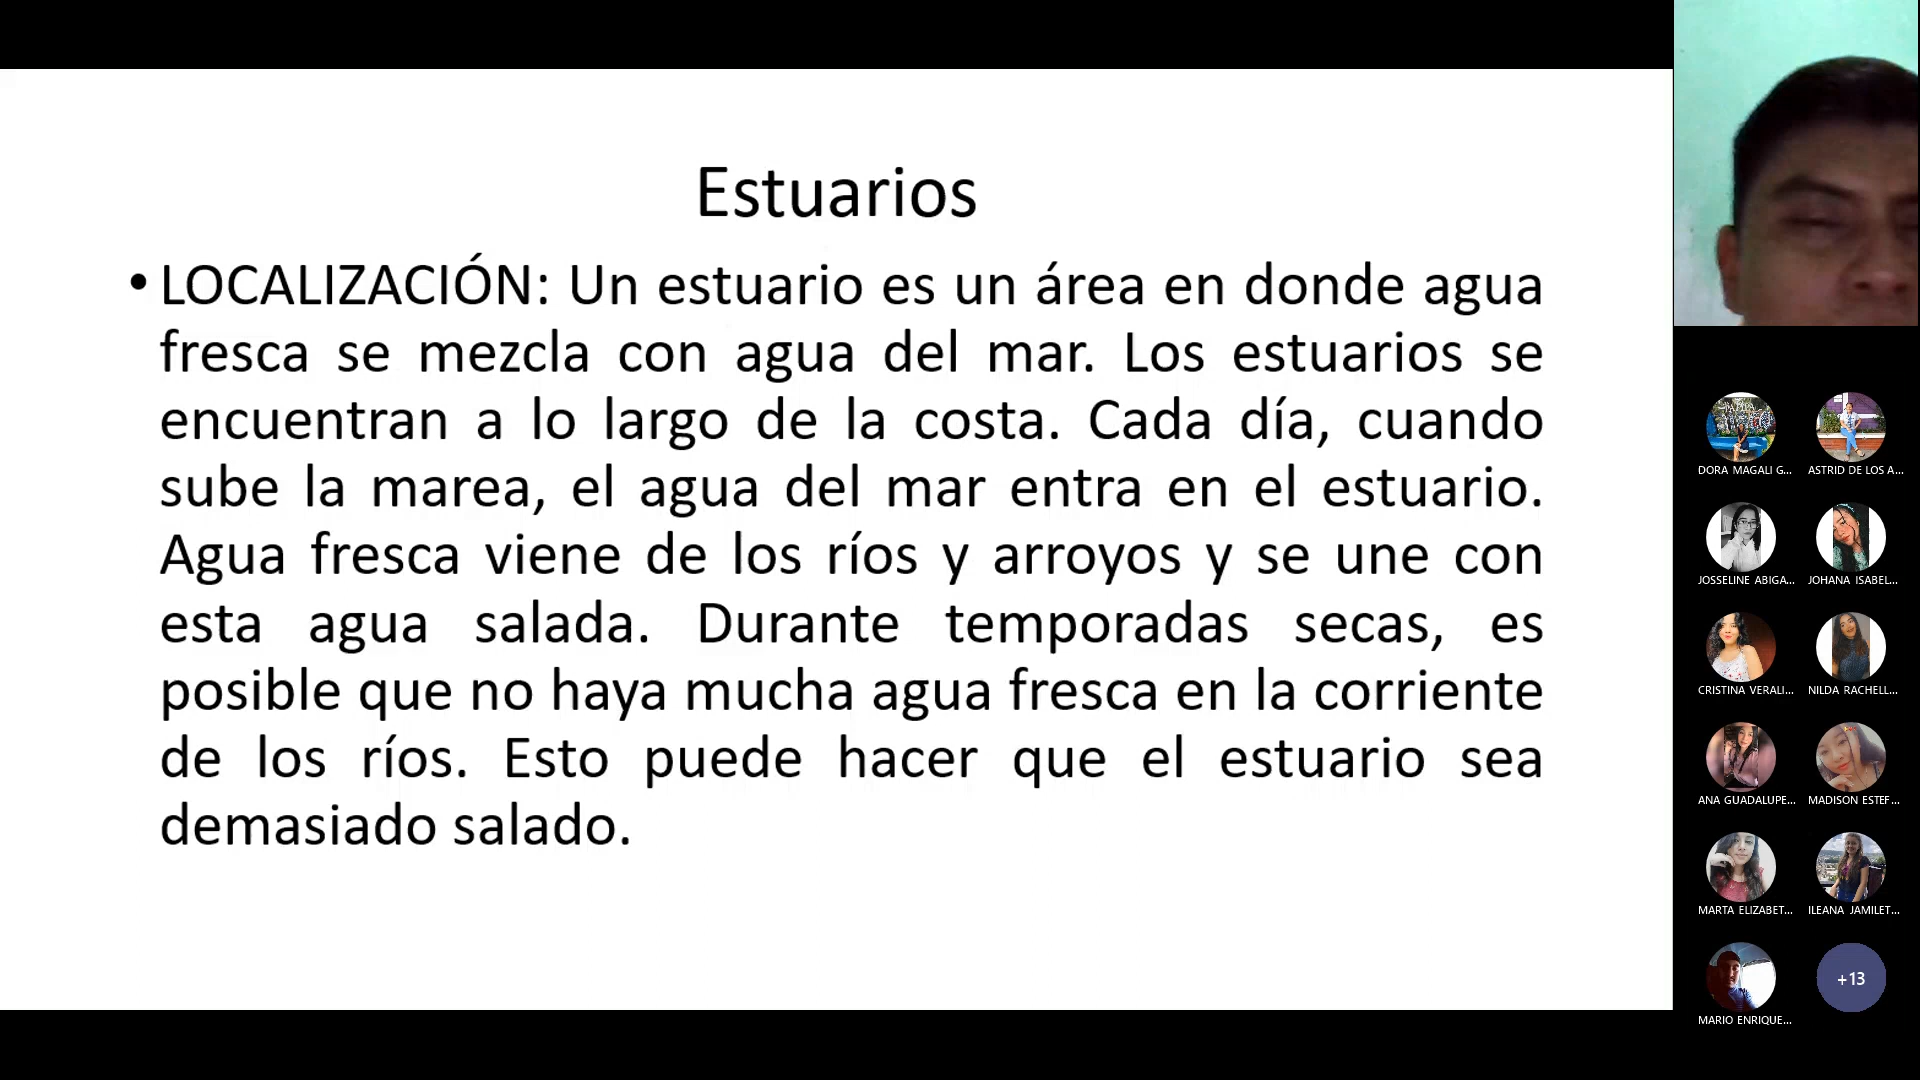 Estuarios
• LOCALIZACIÓN: Un estuario es un área en donde agua
fresca se mezcla con agua del mar. Los estuarios se
encuentran a lo largo de la costa. Cada día, cuando
sube la marea, el agua del mar entra en el estuario.
Agua fresca viene de los ríos y arroyos y se une con
esta agua salada. Durante temporadas secas, es
posible que no haya mucha agua fresca en la corriente
de los ríos. Esto puede hacer que el estuario sea
demasiado salado.
DORA MAGALI G...
ASTRID DE LOS A...
JOSSELINE ABIGA...
JOHANA ISABEL...
CRISTINA VERALI...
NILDA RACHELL...
ANA GUADALUPE...
MADISON ESTEF...
MARTA ELIZABET...
ILEANA JAMILET...
MARIO ENRIQUE...
+13